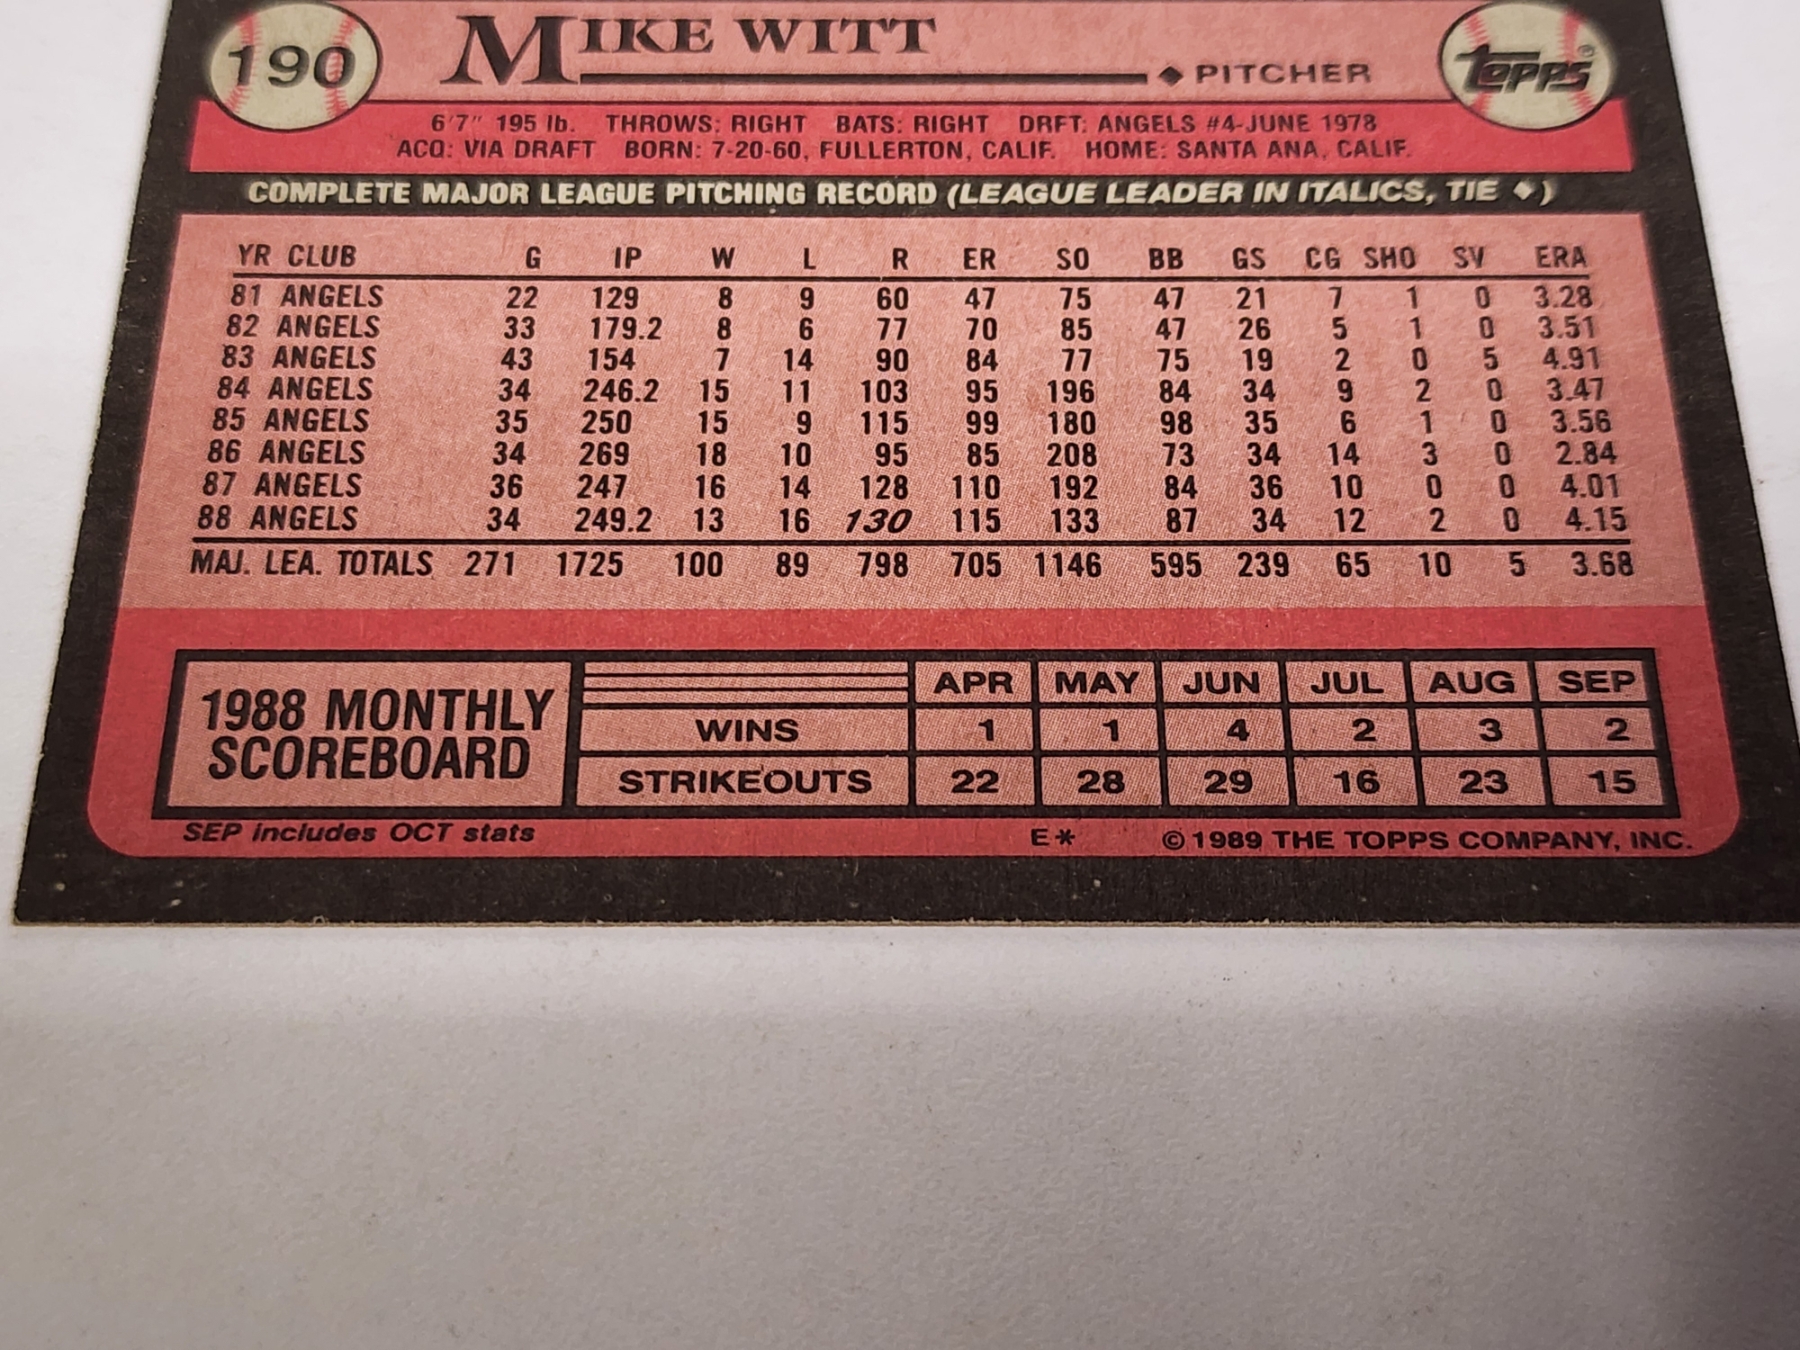 190 MIKE WITT ◆ PITCHER TOPPS®
6'7" 195 lb. THROWS: RIGHT BATS: RIGHT DRFT: ANGELS #4-JUNE 1978
ACQ: VIA DRAFT BORN: 7-20-60, FULLERTON, CALIF. HOME: SANTA ANA, CALIF.
COMPLETE MAJOR LEAGUE PITCHING RECORD (LEAGUE LEADER IN ITALICS, TIE ◆)
YR CLUB G IP W L R ER SO BB GS CG SHO SV ERA
81 ANGELS 22 129 8 9 60 47 75 47 21 7 1 0 3.28
82 ANGELS 33 179.2 8 6 77 70 85 47 26 5 1 0 3.51
83 ANGELS 43 154 7 14 90 84 77 75 19 2 0 5 4.91
84 ANGELS 34 246.2 15 11 103 95 196 84 34 9 2 0 3.47
85 ANGELS 35 250 15 9 115 99 180 98 35 6 1 0 3.56
86 ANGELS 34 269 18 10 95 85 208 73 34 14 3 0 2.84
87 ANGELS 36 247 16 14 128 110 192 84 36 10 0 0 4.01
88 ANGELS 34 249.2 13 16 130 115 133 87 34 12 2 0 4.15
MAJ. LEA. TOTALS 271 1725 100 89 798 705 1146 595 239 65 10 5 3.68
1988 MONTHLY
SCOREBOARD
APR MAY JUN JUL AUG SEP
WINS 1 1 4 2 3 2
STRIKEOUTS 22 28 29 16 23 15
SEP includes OCT stats E* © 1989 THE TOPPS COMPANY, INC.